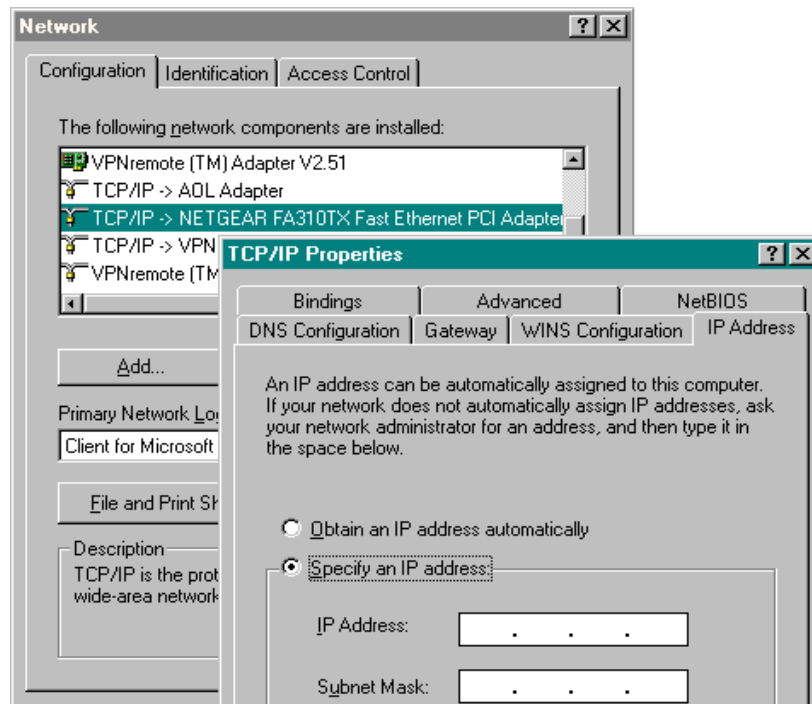 Network
Configuration Identification Access Control
The following network components are installed:
VPNremote (TM) Adapter V2.51
TCP/IP -> AOL Adapter
TCP/IP -> NETGEAR FA310TX Fast Ethernet PCI Adapter
TCP/IP -> VPN
VPNremote (TM
Add...
Primary Network Lo
Client for Microsoft
File and Print Sh
Description
TCP/IP is the prot
wide-area network
TCP/IP Properties
Bindings Advanced NetBIOS
DNS Configuration Gateway WINS Configuration IP Address
An IP address can be automatically assigned to this computer.
If your network does not automatically assign IP addresses, ask
your network administrator for an address, and then type it in
the space below.
Obtain an IP address automatically
Specify an IP address:
IP Address: . . .
Subnet Mask: . . .